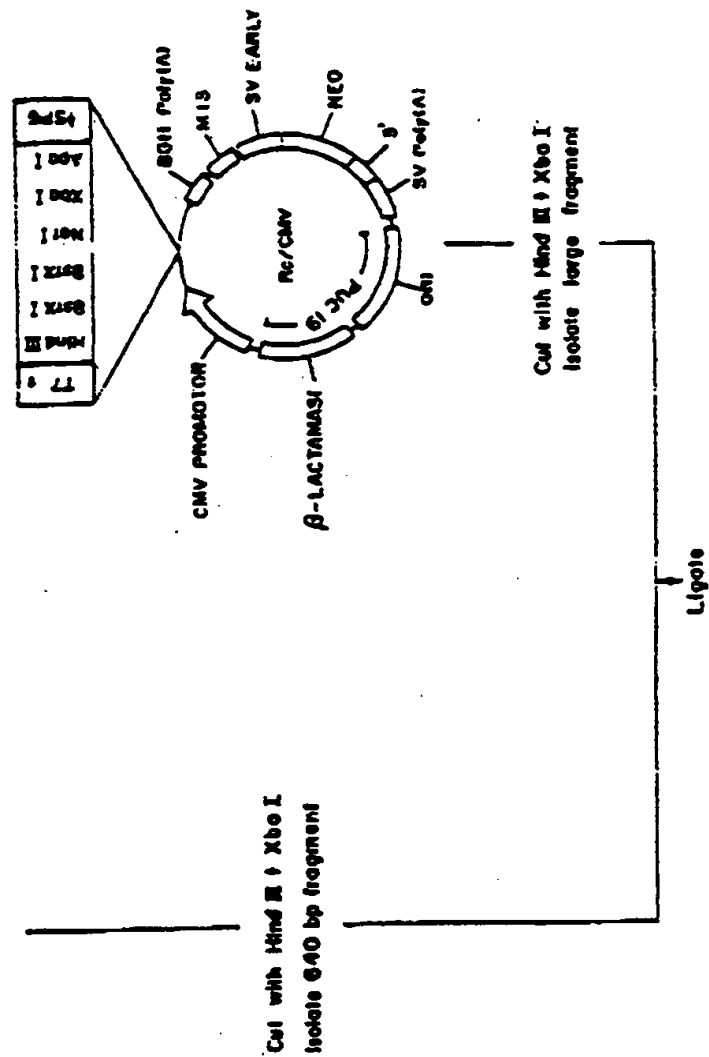 T7 ↑
Hind III
BstX I
BstX I
Not I
Xba I
Apa I
↓SP6
CMV PROMOTOR
BGH Poly(A)
M13
SV EARLY
Rc/CMV
NEO
PUC 19
SV Poly(A)
β-LACTAMASE
ORI
Cut with Hind III + Xba I
Isolate 640 bp fragment
Cut with Hind III + Xba I
Isolate large fragment
Ligate